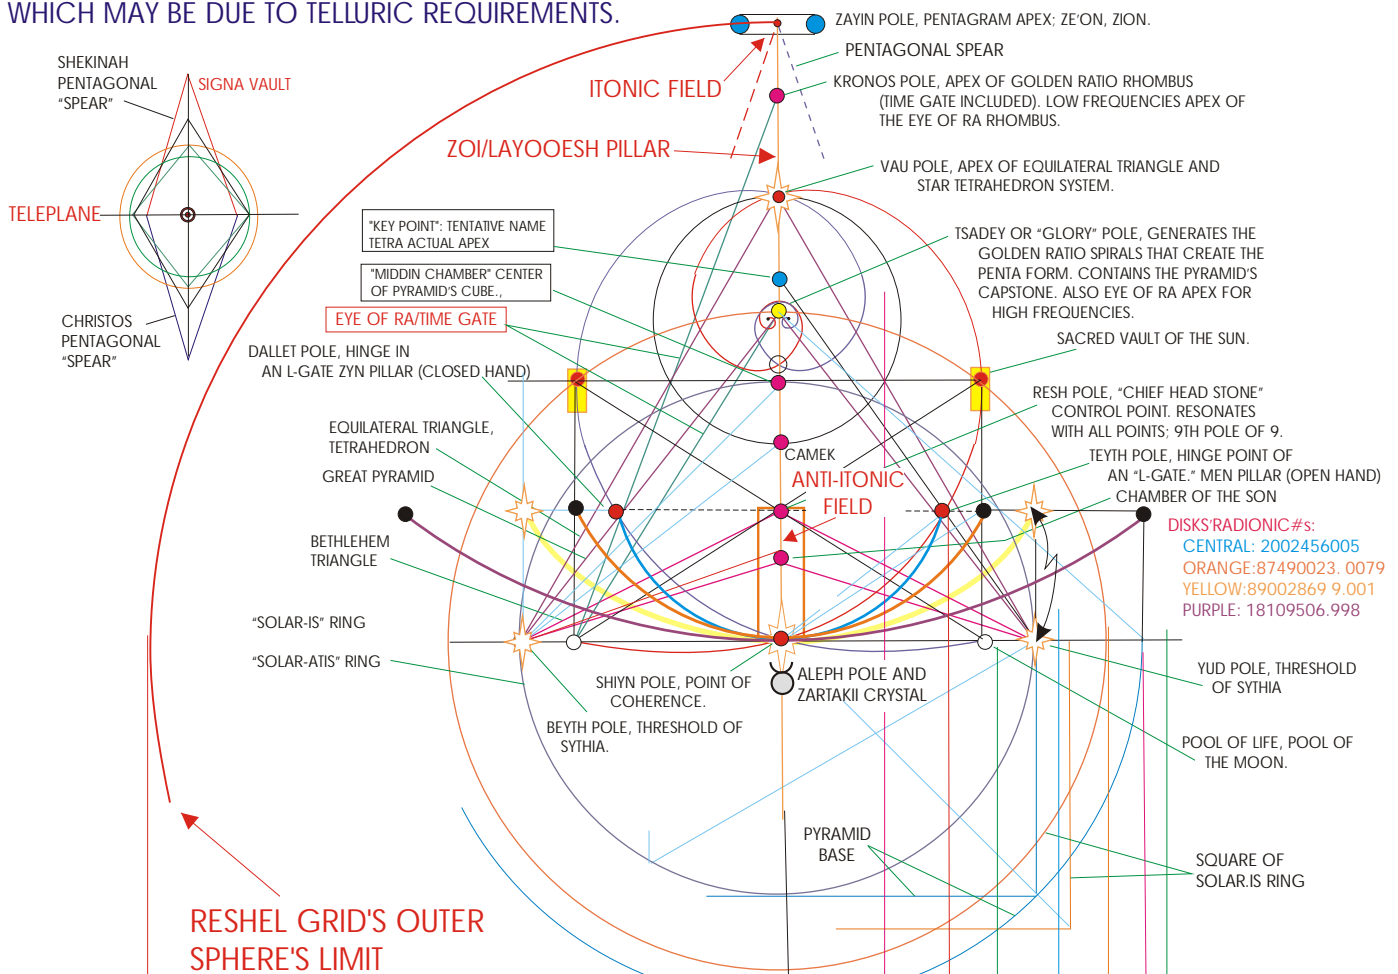 WHICH MAY BE DUE TO TELLURIC REQUIREMENTS.
SHEKINAH
PENTAGONAL
"SPEAR"
SIGNA VAULT
TELEPLANE
CHRISTOS
PENTAGONAL
"SPEAR"
ZAYIN POLE, PENTAGRAM APEX; ZE'ON, ZION.
PENTAGONAL SPEAR
ITONIC FIELD
KRONOS POLE, APEX OF GOLDEN RATIO RHOMBUS
(TIME GATE INCLUDED). LOW FREQUENCIES APEX OF
THE EYE OF RA RHOMBUS.
ZOI/LAYOOESH PILLAR
VAU POLE, APEX OF EQUILATERAL TRIANGLE AND
STAR TETRAHEDRON SYSTEM.
"KEY POINT": TENTATIVE NAME
TETRA ACTUAL APEX
TSADEY OR "GLORY" POLE, GENERATES THE
GOLDEN RATIO SPIRALS THAT CREATE THE
PENTA FORM. CONTAINS THE PYRAMID'S
CAPSTONE. ALSO EYE OF RA APEX FOR
HIGH FREQUENCIES.
"MIDDIN CHAMBER" CENTER
OF PYRAMID'S CUBE.,
EYE OF RA/TIME GATE
SACRED VAULT OF THE SUN.
DALLET POLE, HINGE IN
AN L-GATE ZYN PILLAR (CLOSED HAND)
RESH POLE, "CHIEF HEAD STONE"
CONTROL POINT. RESONATES
WITH ALL POINTS; 9TH POLE OF 9.
EQUILATERAL TRIANGLE,
TETRAHEDRON
CAMEK
TEYTH POLE, HINGE POINT OF
AN "L-GATE." MEN PILLAR (OPEN HAND)
GREAT PYRAMID
ANTI-ITONIC
FIELD
CHAMBER OF THE SON
BETHLEHEM
TRIANGLE
DISKS'RADIONIC#s:
CENTRAL: 2002456005
ORANGE:87490023. 0079
YELLOW:89002869 9.001
PURPLE: 18109506.998
"SOLAR-IS" RING
"SOLAR-ATIS" RING
SHIYN POLE, POINT OF
COHERENCE.
ALEPH POLE AND
ZARTAKII CRYSTAL
YUD POLE, THRESHOLD
OF SYTHIA
BEYTH POLE, THRESHOLD OF
SYTHIA.
POOL OF LIFE, POOL OF
THE MOON.
PYRAMID
BASE
SQUARE OF
SOLAR.IS RING
RESHEL GRID'S OUTER
SPHERE'S LIMIT